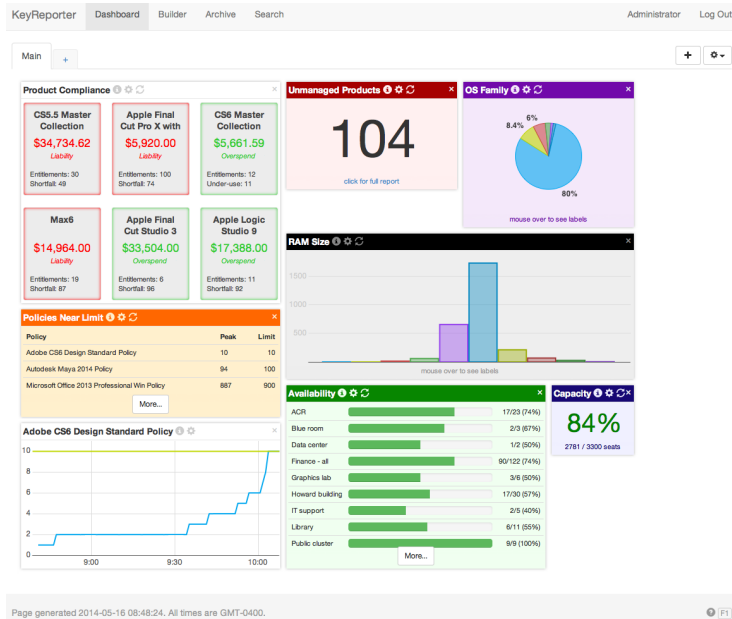 KeyReporter Dashboard Builder Archive Search Administrator Log Out
Main +
Product Compliance
CS5.5 Master Collection
$34,734.62
Liability
Entitlements: 30
Shortfall: 49
Apple Final Cut Pro X with
$5,920.00
Liability
Entitlements: 100
Shortfall: 74
CS6 Master Collection
$5,661.59
Overspend
Entitlements: 12
Under-use: 11
Max6
$14,964.00
Liability
Entitlements: 19
Shortfall: 87
Apple Final Cut Studio 3
$33,504.00
Overspend
Entitlements: 6
Shortfall: 96
Apple Logic Studio 9
$17,388.00
Overspend
Entitlements: 11
Shortfall: 92
Unmanaged Products
104
click for full report
OS Family
6%
8.4%
80%
mouse over to see labels
RAM Size
1500
1000
500
mouse over to see labels
Policies Near Limit
Policy Peak Limit
Adobe CS6 Design Standard Policy 10 10
Autodesk Maya 2014 Policy 94 100
Microsoft Office 2013 Professional Win Policy 887 900
More...
Adobe CS6 Design Standard Policy
10
8
6
4
2
0
9:00 9:30 10:00
Availability
ACR 17/23 (74%)
Blue room 2/3 (67%)
Data center 1/2 (50%)
Finance - all 90/122 (74%)
Graphics lab 3/6 (50%)
Howard building 17/30 (57%)
IT support 2/5 (40%)
Library 6/11 (55%)
Public cluster 9/9 (100%)
More...
Capacity
84%
2781 / 3300 seats
Page generated 2014-05-16 08:48:24. All times are GMT-0400.
F1